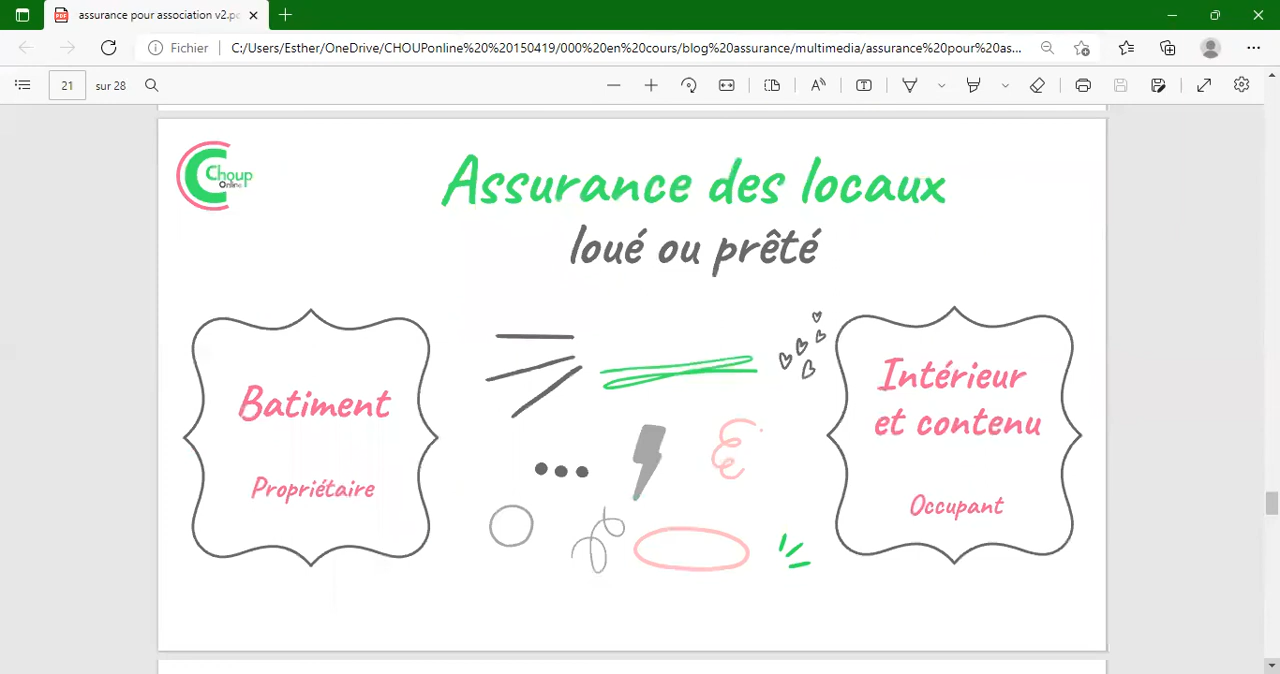 assurance pour association v2.pc
Fichier
C:/Users/Esther/OneDrive/CHOUPonline%20%20150419/000%20en%20cours/blog%20assurance/multimedia/assurance%20pour%20as...
21 sur 28
Choup
Online
Assurance des locaux
loué ou prêté
Batiment
Propriétaire
Intérieur
et contenu
Occupant